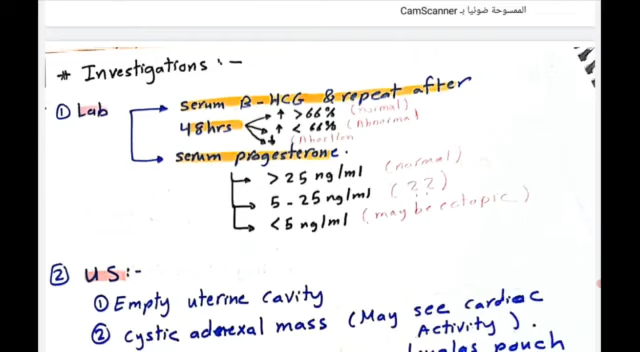 الممسوحة ضوئيا بـ CamScanner
* Investigations :-
① Lab
serum B-HCG & repeat after
48hrs
↑ >66% (normal)
↑ < 66% (Abnormal)
↓ (Abortion
serum progesterone.
> 25 ng/ml (normal)
5 - 25 ng/ml (??)
<5 ng/ml (may be ectopic)
② US :-
① Empty uterine cavity
② Cystic adnexal mass (May see cardiac
Activity).
pouch